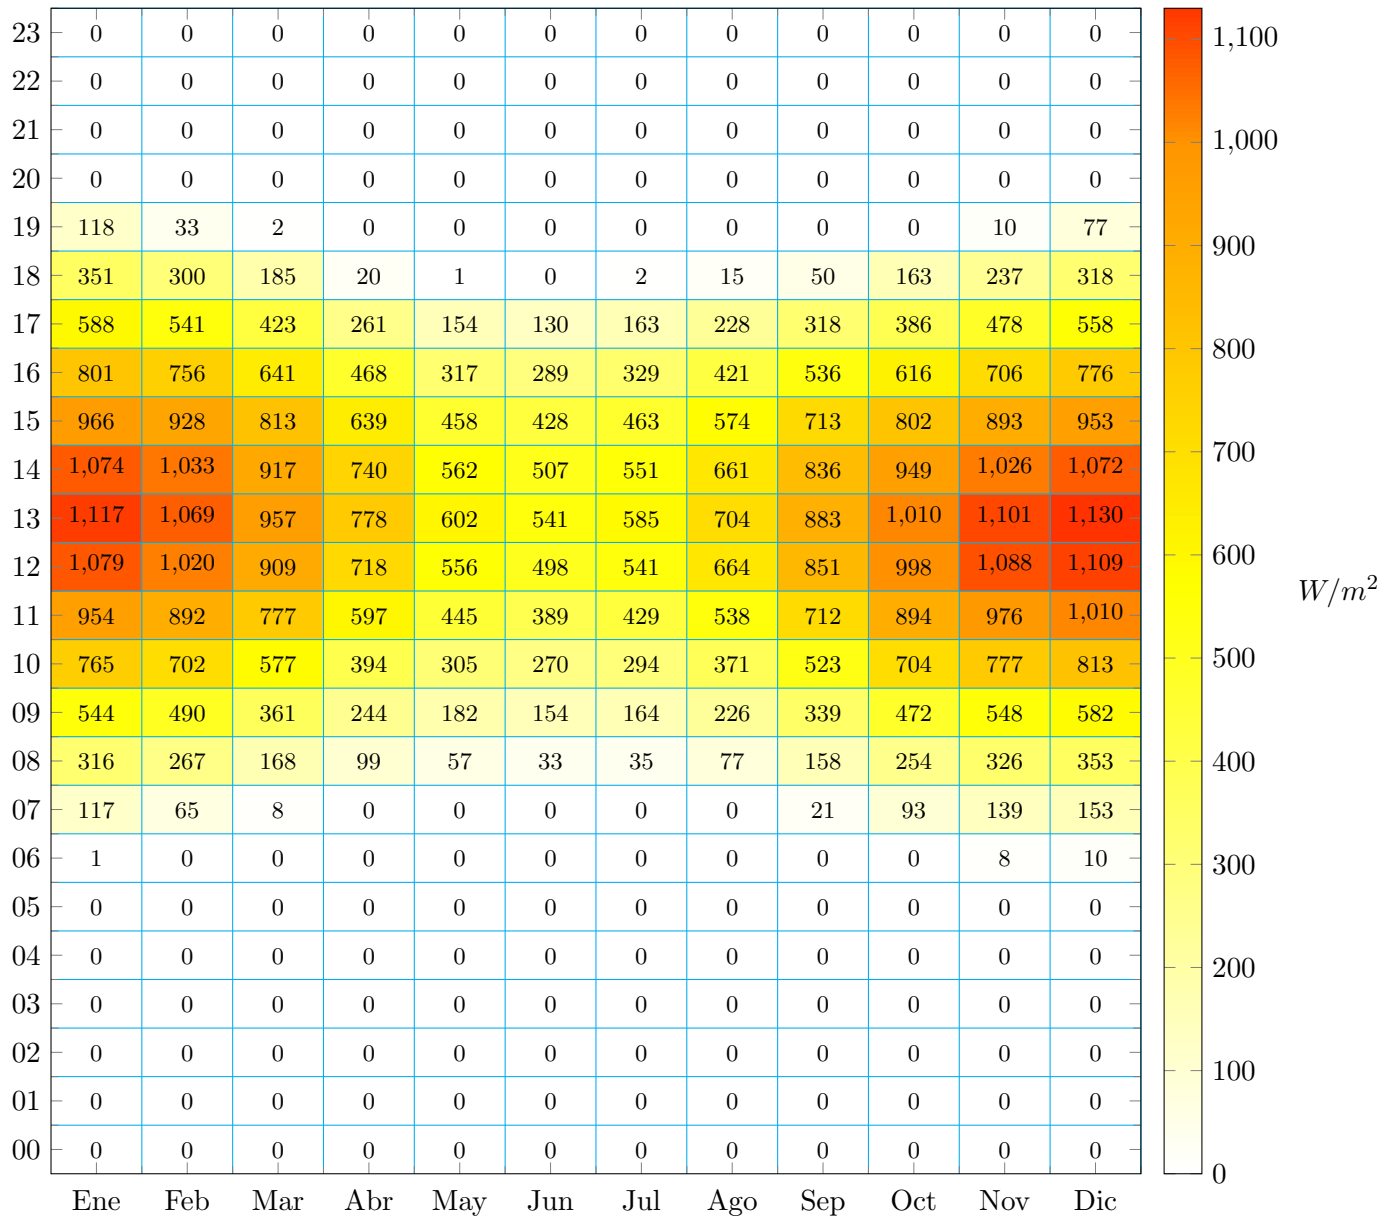 23 0 0 0 0 0 0 0 0 0 0 0 0 1,100
22 0 0 0 0 0 0 0 0 0 0 0 0
21 0 0 0 0 0 0 0 0 0 0 0 0 1,000
20 0 0 0 0 0 0 0 0 0 0 0 0
19 118 33 2 0 0 0 0 0 0 0 10 77 900
18 351 300 185 20 1 0 2 15 50 163 237 318
17 588 541 423 261 154 130 163 228 318 386 478 558 800
16 801 756 641 468 317 289 329 421 536 616 706 776
15 966 928 813 639 458 428 463 574 713 802 893 953 700
14 1,074 1,033 917 740 562 507 551 661 836 949 1,026 1,072
13 1,117 1,069 957 778 602 541 585 704 883 1,010 1,101 1,130
12 1,079 1,020 909 718 556 498 541 664 851 998 1,088 1,109 600
W/m²
11 954 892 777 597 445 389 429 538 712 894 976 1,010
10 765 702 577 394 305 270 294 371 523 704 777 813 500
09 544 490 361 244 182 154 164 226 339 472 548 582
08 316 267 168 99 57 33 35 77 158 254 326 353 400
07 117 65 8 0 0 0 0 0 21 93 139 153
06 1 0 0 0 0 0 0 0 0 0 8 10 300
05 0 0 0 0 0 0 0 0 0 0 0 0
04 0 0 0 0 0 0 0 0 0 0 0 0 200
03 0 0 0 0 0 0 0 0 0 0 0 0
02 0 0 0 0 0 0 0 0 0 0 0 0 100
01 0 0 0 0 0 0 0 0 0 0 0 0
00 0 0 0 0 0 0 0 0 0 0 0 0 0
Ene Feb Mar Abr May Jun Jul Ago Sep Oct Nov Dic